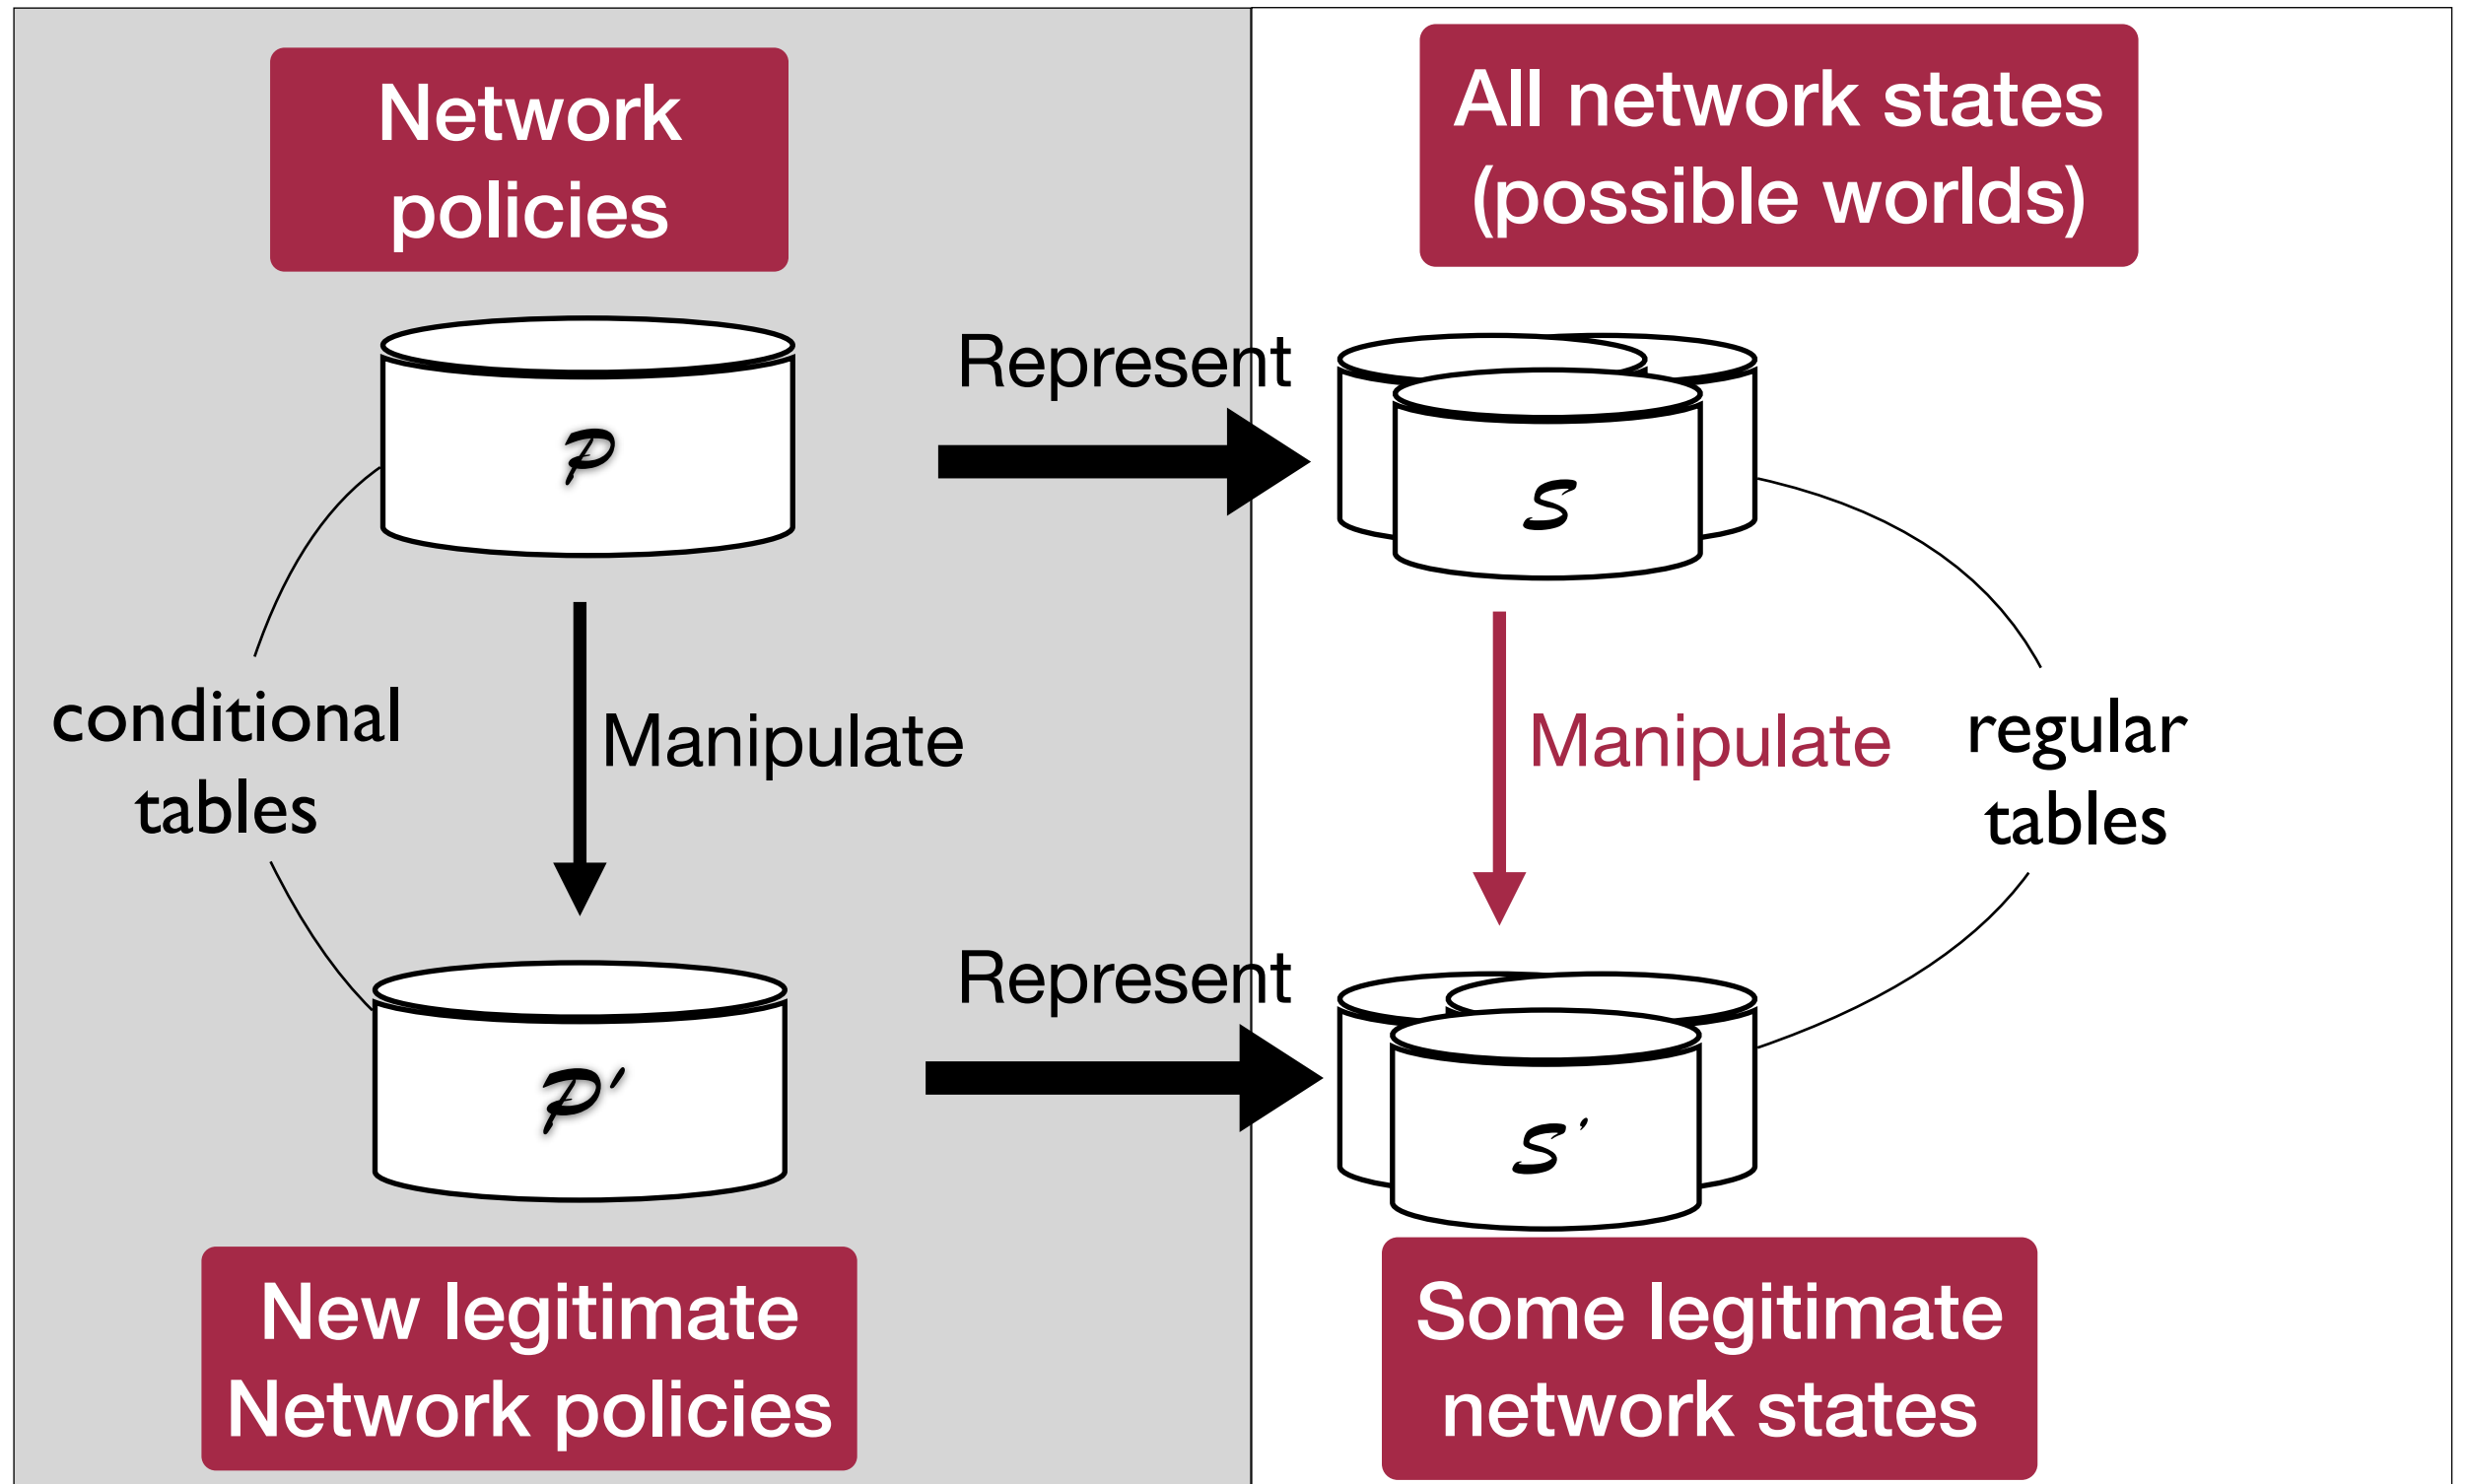 Network
policies
All network states
(possible worlds)
Represent
P
S
conditional
tables
Manipulate
Manipulate
regular
tables
Represent
P'
S'
New legitimate
Network policies
Some legitimate
network states